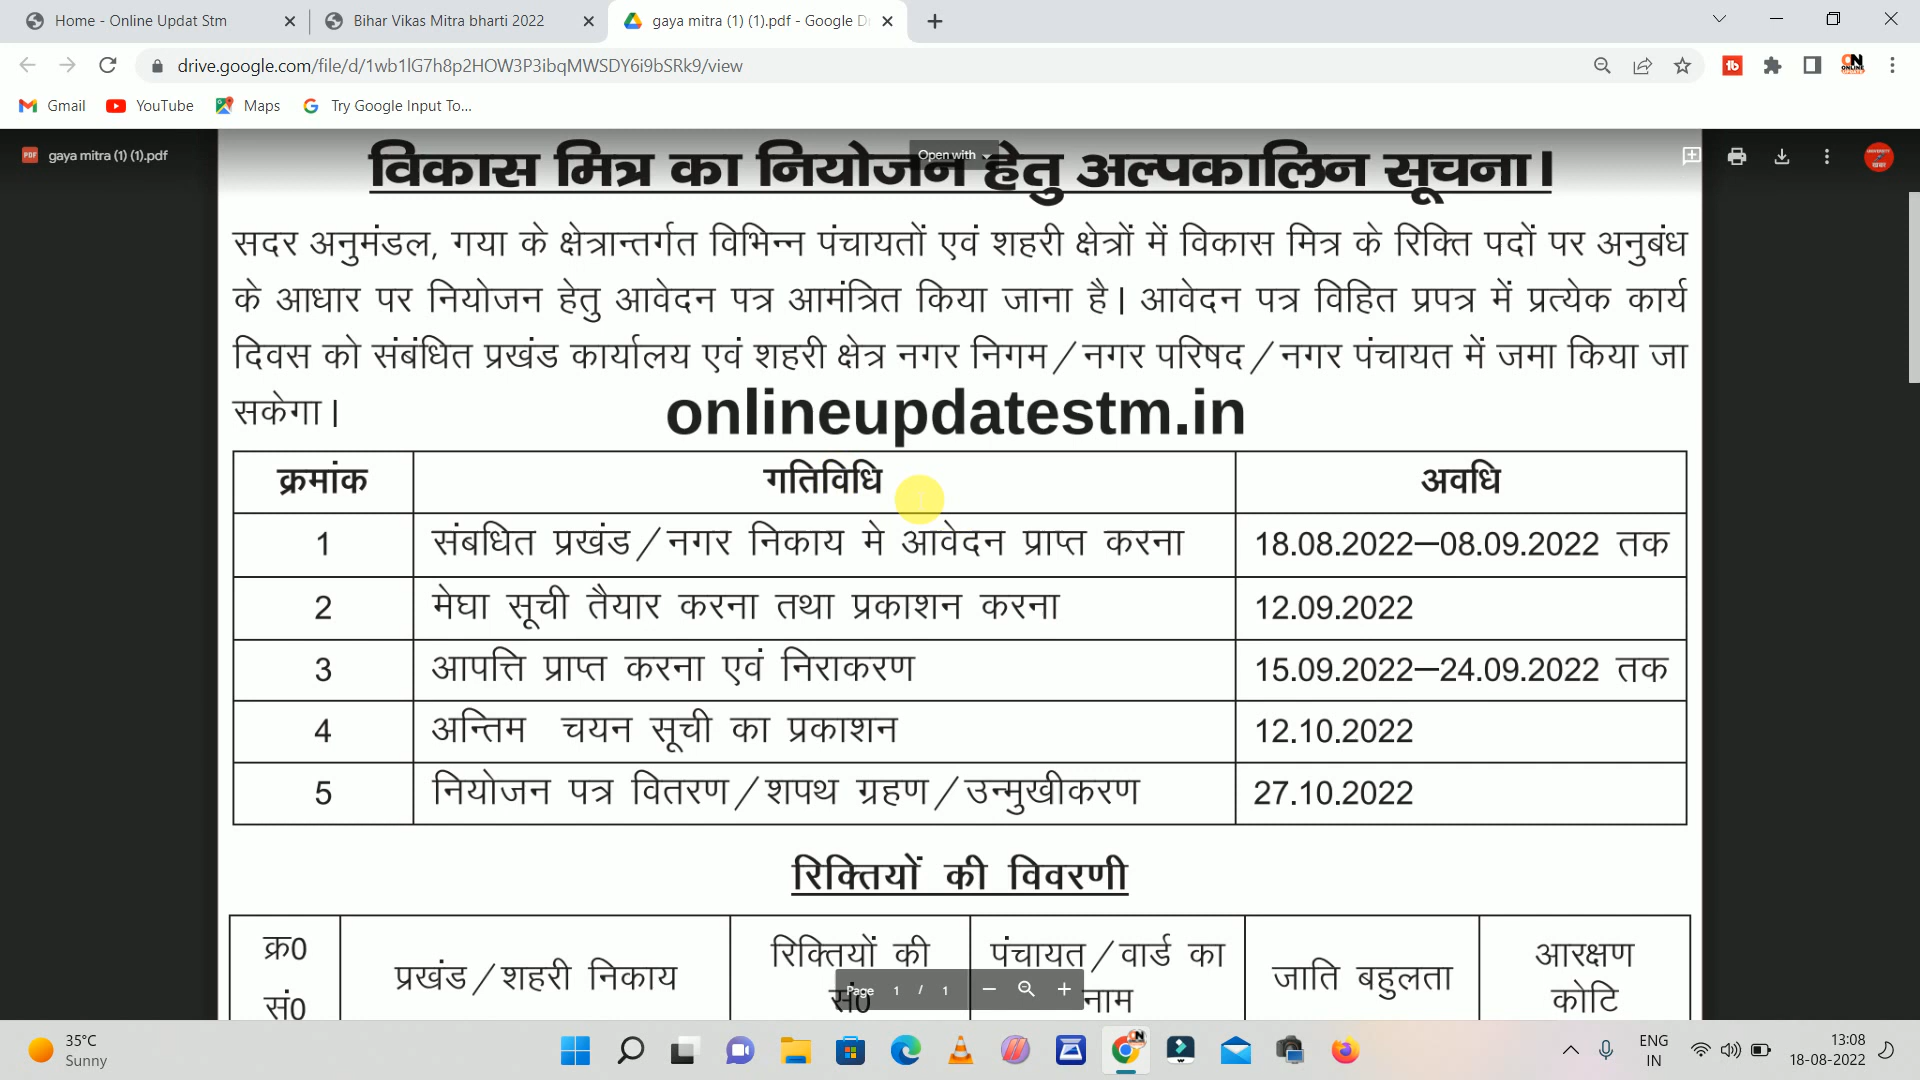 Home - Online Updat Stm
Bihar Vikas Mitra bharti 2022
gaya mitra (1) (1).pdf - Google D
drive.google.com/file/d/1wb1lG7h8p2HOW3P3ibqMWSDY6i9bSRk9/view
Gmail YouTube Maps Try Google Input To...
gaya mitra (1) (1).pdf
Open with
विकास मित्र का नियोजन हेतु अल्पकालिन सूचना।
सदर अनुमंडल, गया के क्षेत्रान्तर्गत विभिन्न पंचायतों एवं शहरी क्षेत्रों में विकास मित्र के रिक्ति पदों पर अनुबंध
के आधार पर नियोजन हेतु आवेदन पत्र आमंत्रित किया जाना है। आवेदन पत्र विहित प्रपत्र में प्रत्येक कार्य
दिवस को संबंधित प्रखंड कार्यालय एवं शहरी क्षेत्र नगर निगम/नगर परिषद/नगर पंचायत में जमा किया जा
सकेगा।
onlineupdatestm.in
क्रमांक गतिविधि अवधि
1 संबधित प्रखंड/नगर निकाय मे आवेदन प्राप्त करना 18.08.2022—08.09.2022 तक
2 मेघा सूची तैयार करना तथा प्रकाशन करना 12.09.2022
3 आपत्ति प्राप्त करना एवं निराकरण 15.09.2022—24.09.2022 तक
4 अन्तिम चयन सूची का प्रकाशन 12.10.2022
5 नियोजन पत्र वितरण/शपथ ग्रहण/उन्मुखीकरण 27.10.2022
रिक्तियों की विवरणी
क्र0 सं0
प्रखंड/शहरी निकाय
रिक्तियों की सं0
पंचायत/वार्ड का नाम
जाति बहुलता
आरक्षण कोटि
Page 1 / 1
35°C
Sunny
ENG
IN
13:08
18-08-2022